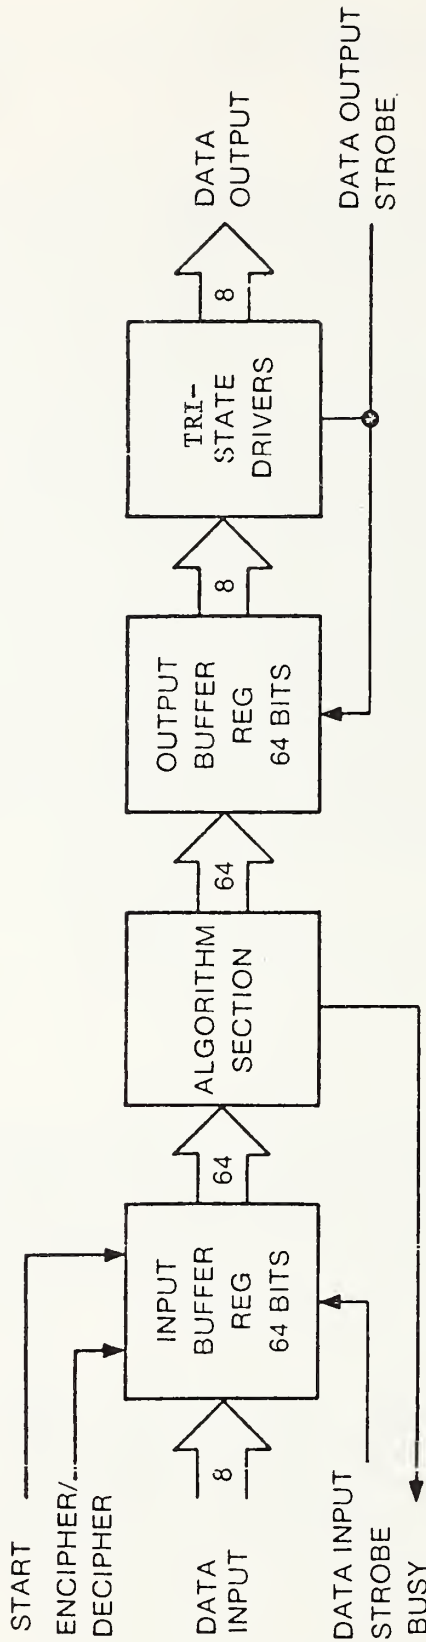 START
ENCIPHER/
DECIPHER
DATA
INPUT
8
DATA INPUT
STROBE
BUSY
INPUT
BUFFER
REG
64 BITS
64
ALGORITHM
SECTION
64
OUTPUT
BUFFER
REG
64 BITS
8
TRI-
STATE
DRIVERS
8
DATA
OUTPUT
DATA OUTPUT
STROBE.